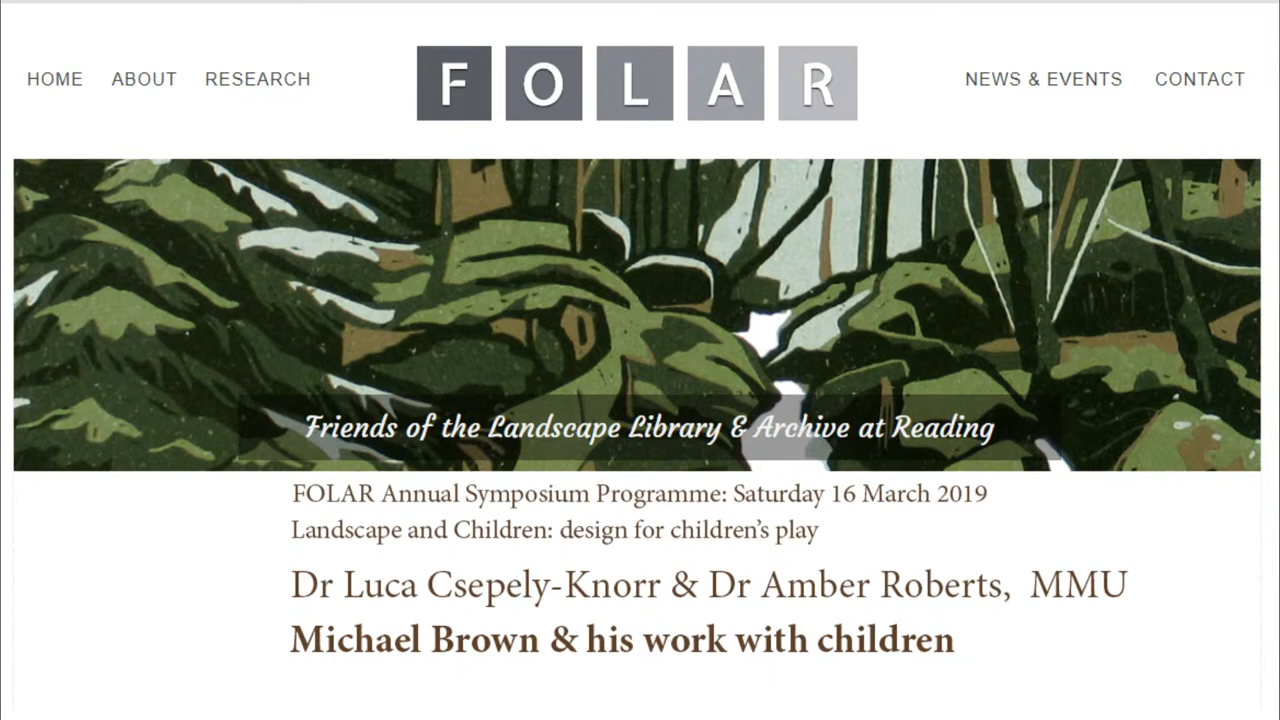 HOME ABOUT RESEARCH FOLAR NEWS & EVENTS CONTACT
Friends of the Landscape Library & Archive at Reading
FOLAR Annual Symposium Programme: Saturday 16 March 2019
Landscape and Children: design for children’s play
Dr Luca Csepely-Knorr & Dr Amber Roberts, MMU
Michael Brown & his work with children